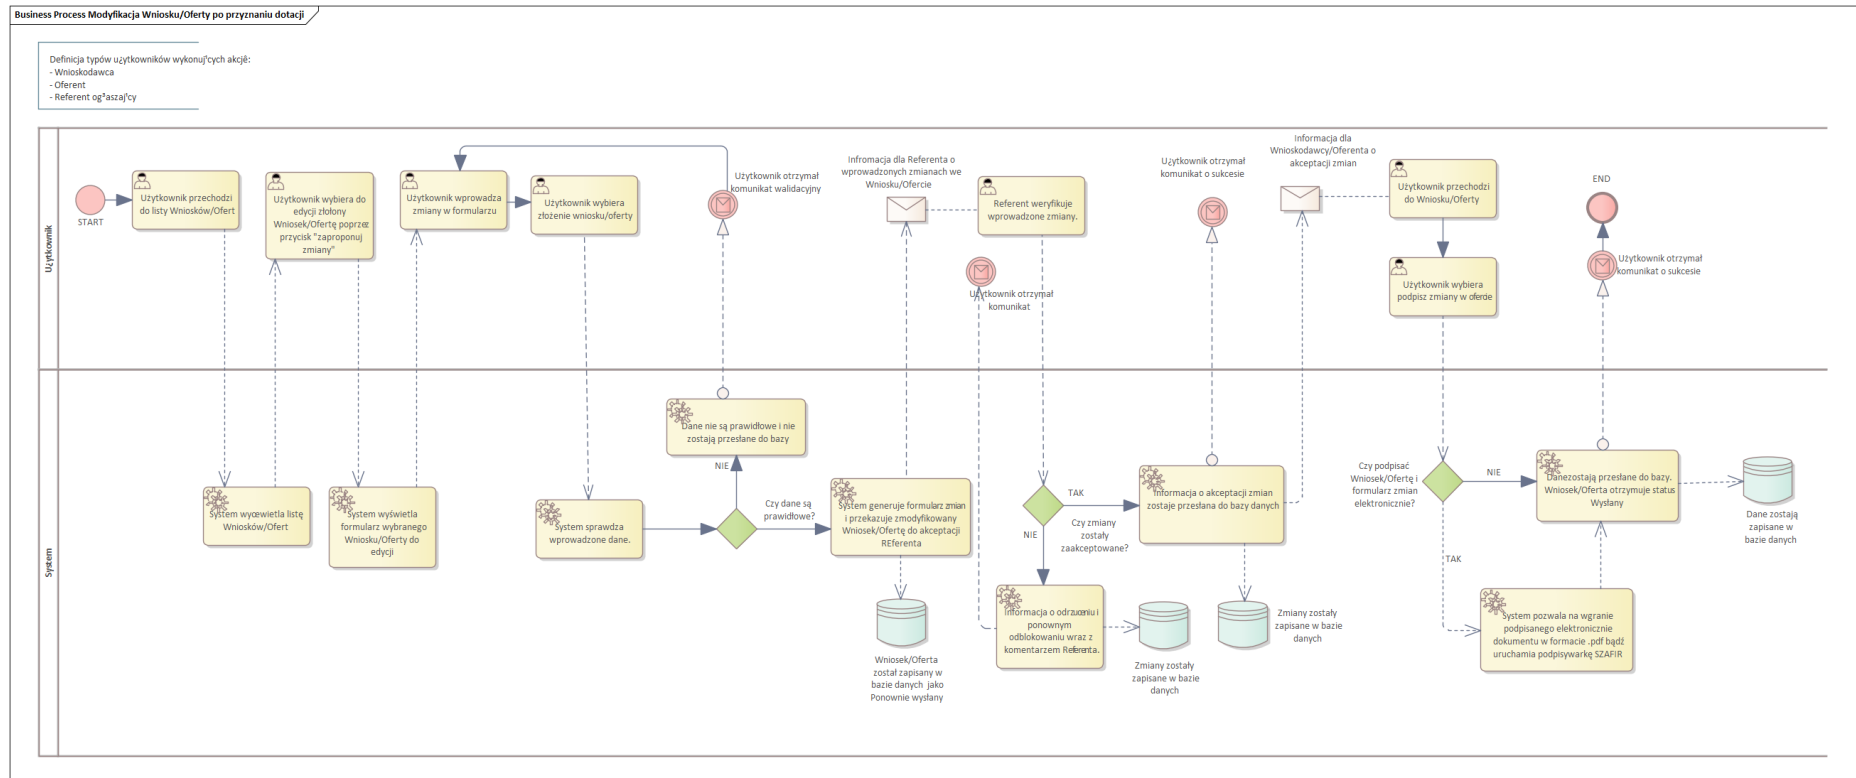 Business Process Modyfikacja Wniosku/Oferty po przyznaniu dotacji
Definicja typów u¿ytkowników wykonuj¹cych akcjê:
- Wnioskodawca
- Oferent
- Referent og³aszaj¹cy
U¿ytkownik
START
Użytkownik przechodzi
do listy Wniosków/Ofert
Użytkownik wybiera do
edycji złożony
Wniosek/Ofertę poprzez
przycisk "zaproponuj
zmiany"
Użytkownik wprowadza
zmiany w formularzu
Użytkownik wybiera
złożenie wniosku/oferty
Użytkownik otrzymał
komunikat walidacyjny
Infromacja dla Referenta o
wprowadzonych zmianach we
Wniosku/Ofercie
Referent weryfikuje
wprowadzone zmiany.
Użytkownik otrzymał
komunikat
U¿ytkownik otrzymał
komunikat o sukcesie
Informacja dla
Wnioskodawcy/Oferenta o
akceptacji zmian
Użytkownik przechodzi
do Wniosku/Oferty
Użytkownik wybiera
podpisz zmiany w ofercie
END
Użytkownik otrzymał
komunikat o sukcesie
System
System wyœwietla listę
Wniosków/Ofert
System wyświetla
formularz wybranego
Wniosku/Oferty do
edycji
System sprawdza
wprowadzone dane.
Dane nie są prawidłowe i nie
zostają przesłane do bazy
NIE
Czy dane są
prawidłowe?
System generuje formularz zmian
i przekazuje zmodyfikowany
Wniosek/Ofertę do akceptacji
REferenta
Wniosek/Oferta
został zapisany w
bazie danych jako
Ponownie wysłany
TAK
NIE
Czy zmiany
zostały
zaakceptowane?
Informacja o odrzuceniu i
ponownym
odblokowaniu wraz z
komentarzem Referenta.
Zmiany zostały
zapisane w bazie
danych
Informacja o akceptacji zmian
zostaje przesłana do bazy danych
Zmiany zostały
zapisane w bazie
danych
Czy podpisać
Wniosek/Ofertę i
formularz zmian
elektronicznie?
NIE
TAK
Danezostają przesłane do bazy.
Wniosek/Oferta otrzymuje status
Wysłany
Dane zostają
zapisane w
bazie danych
System pozwala na wgranie
podpisanego elektronicznie
dokumentu w formacie .pdf bądź
uruchamia podpisywarkę SZAFIR